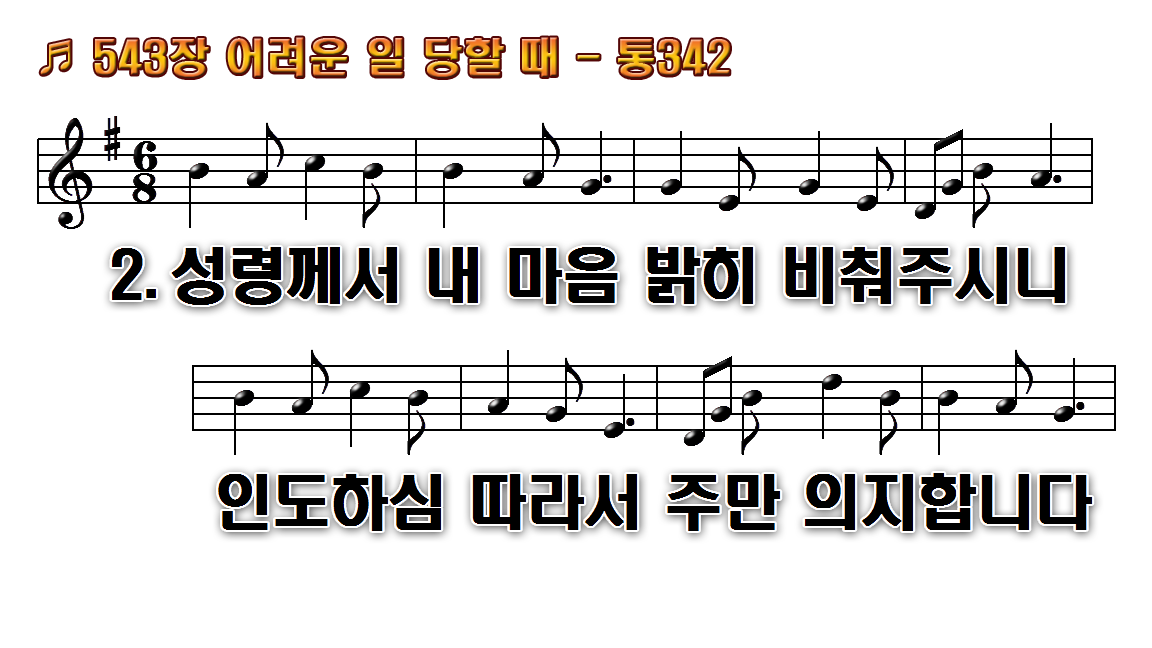 ♬ 543장 어려운 일 당할 때 - 통342
6
8
2. 성령께서 내 마음 밝히 비춰주시니
인도하심 따라서 주만 의지합니다